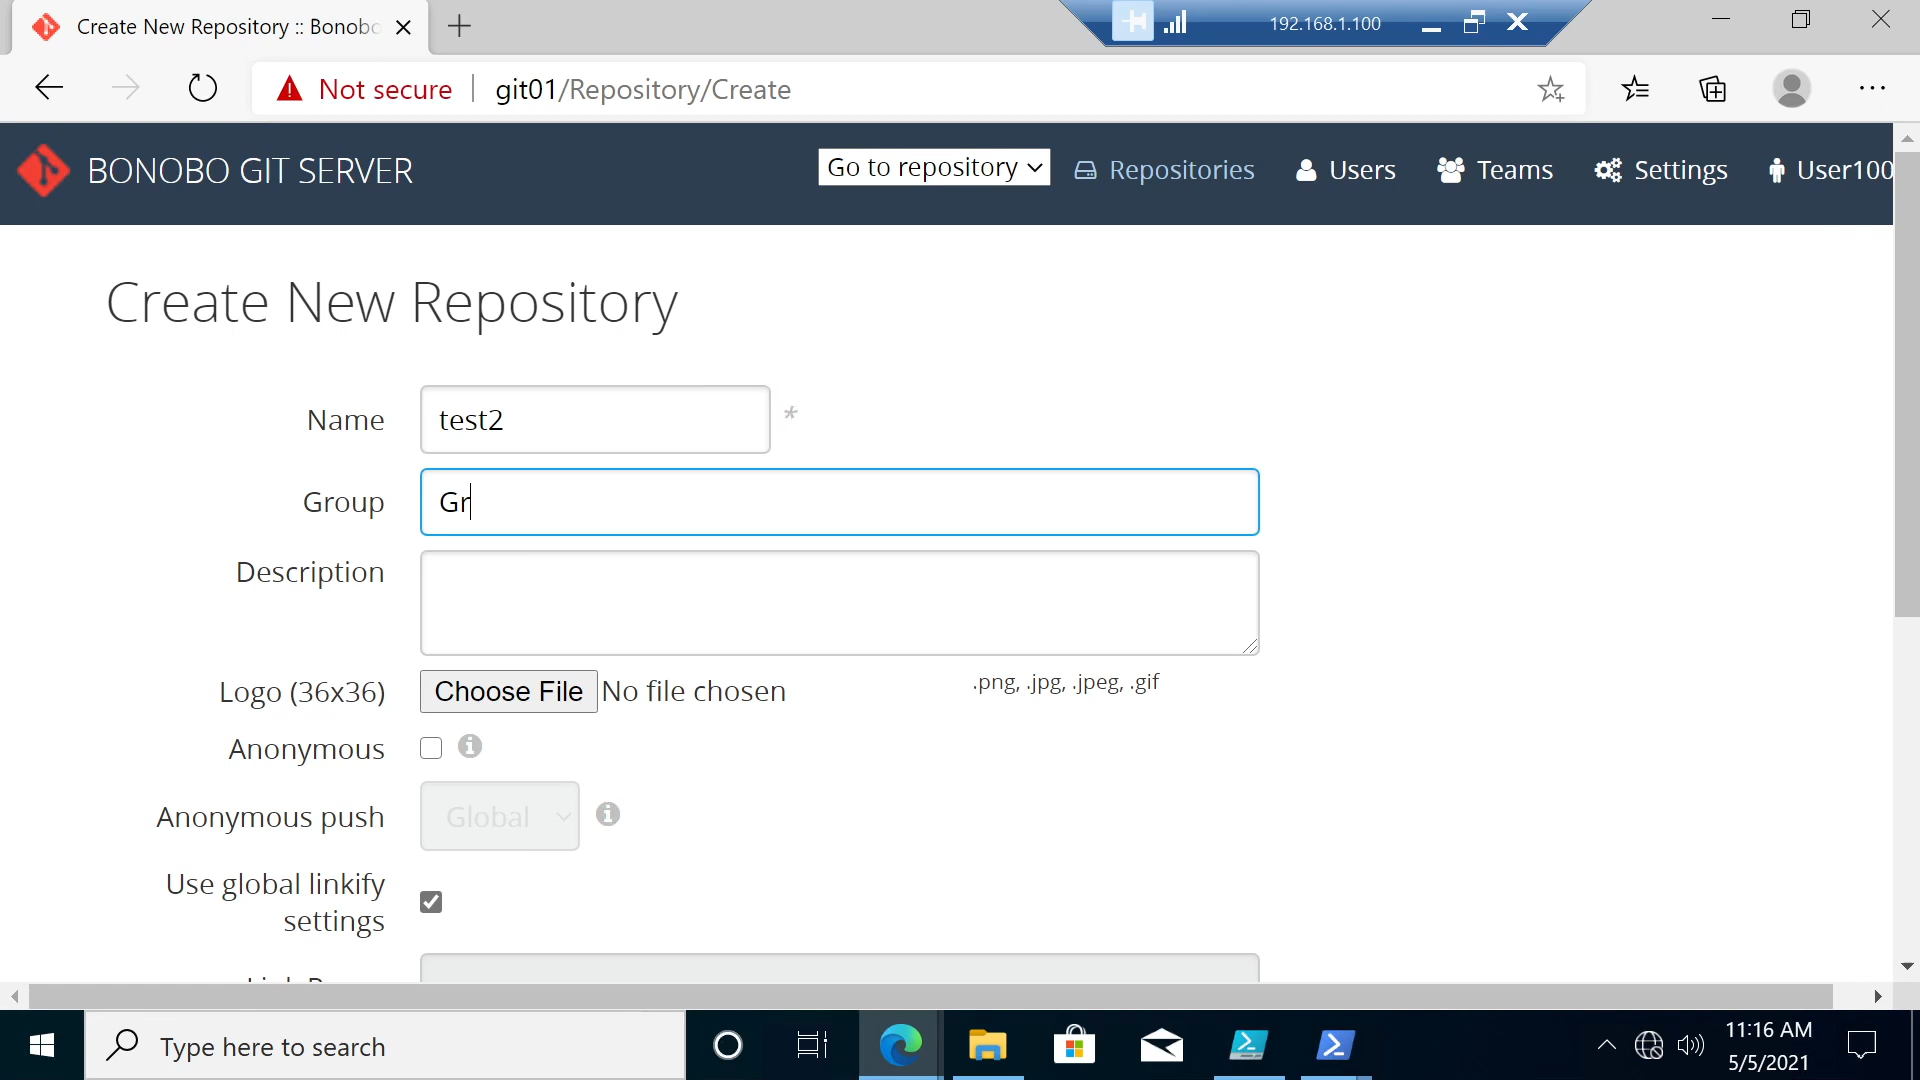 Create New Repository :: Bonobo
192.168.1.100
Not secure
git01/Repository/Create
BONOBO GIT SERVER
Go to repository
Repositories
Users
Teams
Settings
User100
Create New Repository
Name
test2
*
Group
Gr
Description
Logo (36x36)
Choose File
No file chosen
.png, .jpg, .jpeg, .gif
Anonymous
Anonymous push
Global
Use global linkify
settings
Type here to search
11:16 AM
5/5/2021